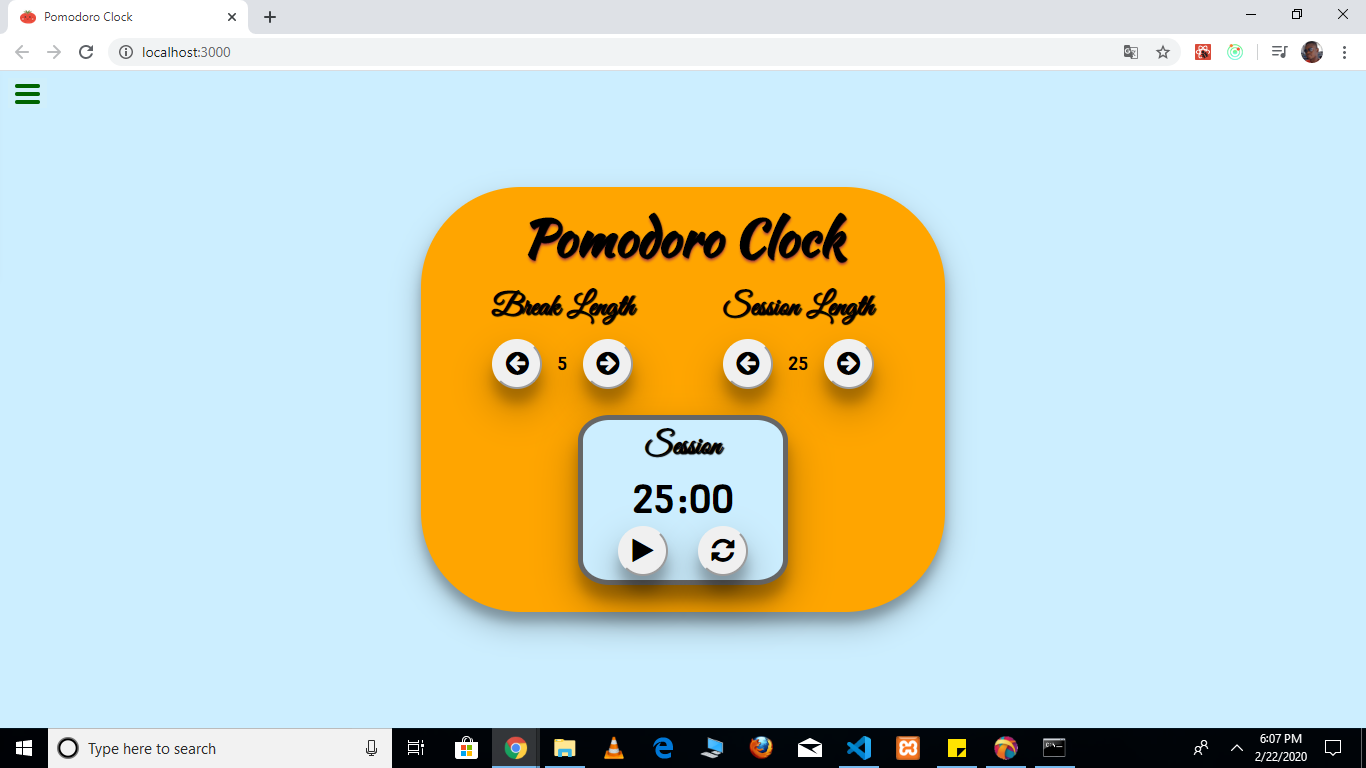 Pomodoro Clock
localhost:3000
Pomodoro Clock
Break Length
Session Length
5
25
Session
25:00
Type here to search
6:07 PM
2/22/2020